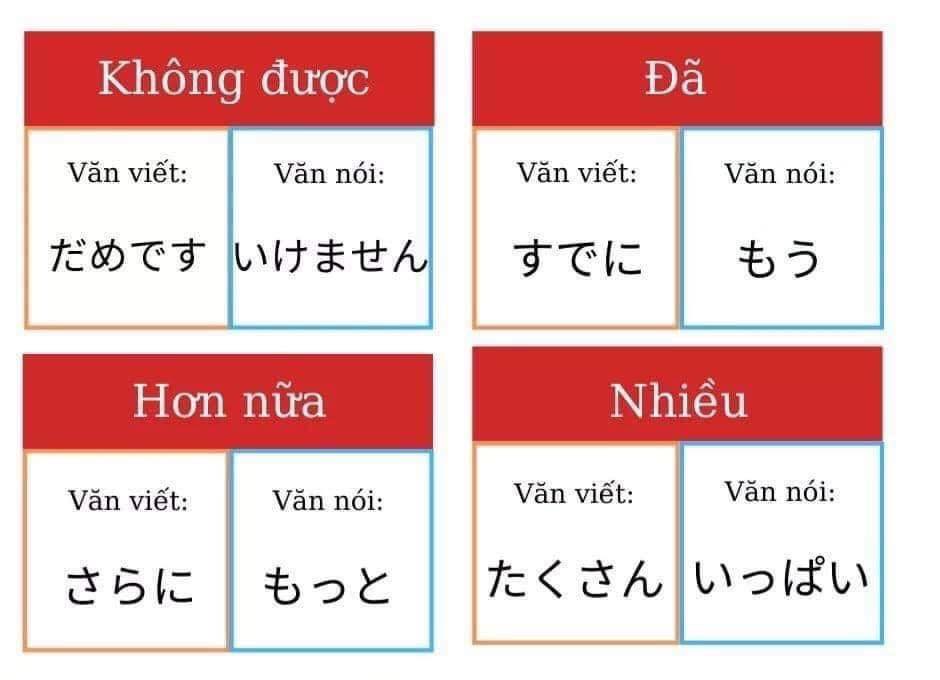 Không được
Văn viết:
だめです
Văn nói:
いけません
Đã
Văn viết:
すでに
Văn nói:
もう
Hơn nữa
Văn viết:
さらに
Văn nói:
もっと
Nhiều
Văn viết:
たくさん
Văn nói:
いっぱい